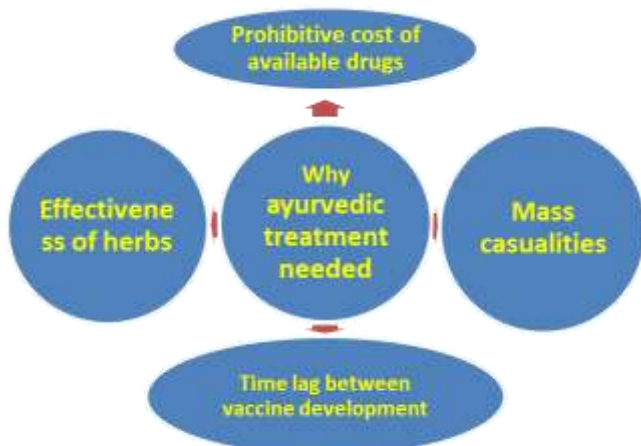 Prohibitive cost of
available drugs
Effectivene
ss of herbs
Why
ayurvedic
treatment
needed
Mass
casualities
Time lag between
vaccine development